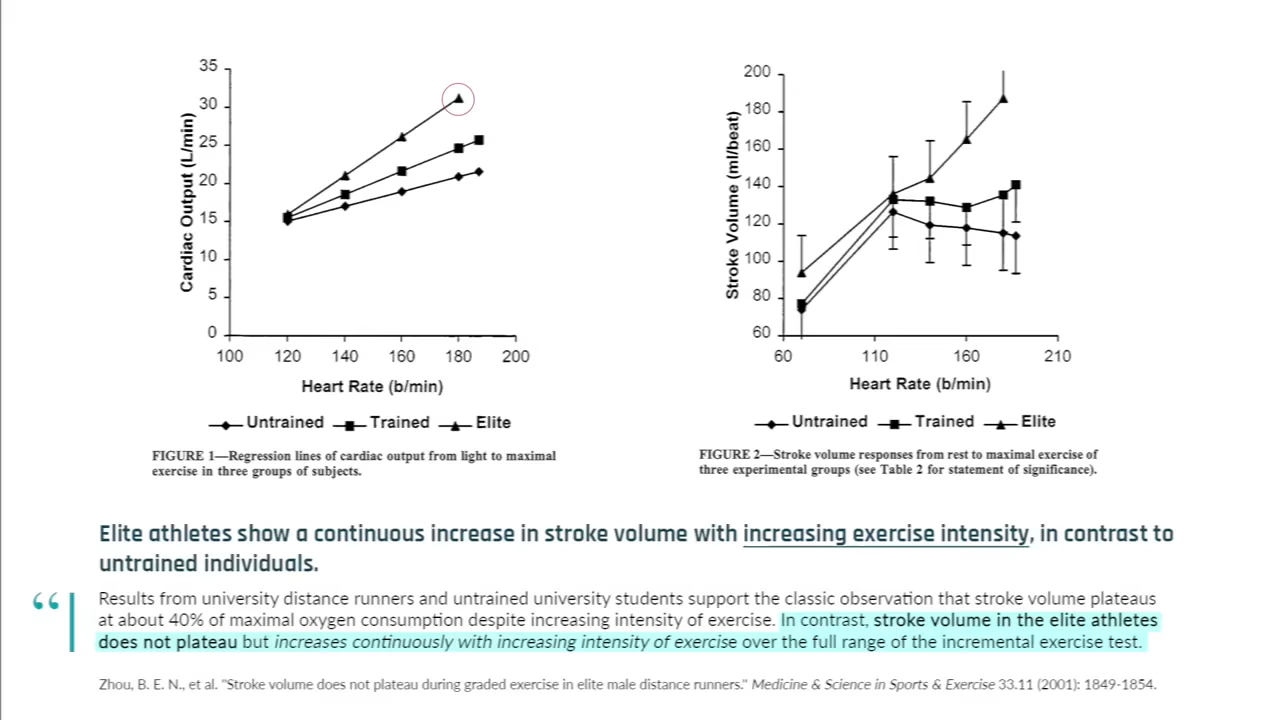 35
30
25
20
15
10
5
0
Cardiac Output (L/min)
100 120 140 160 180 200
Heart Rate (b/min)
Untrained Trained Elite
FIGURE 1—Regression lines of cardiac output from light to maximal
exercise in three groups of subjects.
200
180
160
140
120
100
80
60
Stroke Volume (ml/beat)
60 110 160 210
Heart Rate (b/min)
Untrained Trained Elite
FIGURE 2—Stroke volume responses from rest to maximal exercise of
three experimental groups (see Table 2 for statement of significance).
Elite athletes show a continuous increase in stroke volume with increasing exercise intensity, in contrast to
untrained individuals.
“ Results from university distance runners and untrained university students support the classic observation that stroke volume plateaus
at about 40% of maximal oxygen consumption despite increasing intensity of exercise. In contrast, stroke volume in the elite athletes
does not plateau but increases continuously with increasing intensity of exercise over the full range of the incremental exercise test.
Zhou, B. E. N., et al. "Stroke volume does not plateau during graded exercise in elite male distance runners." Medicine & Science in Sports & Exercise 33.11 (2001): 1849-1854.